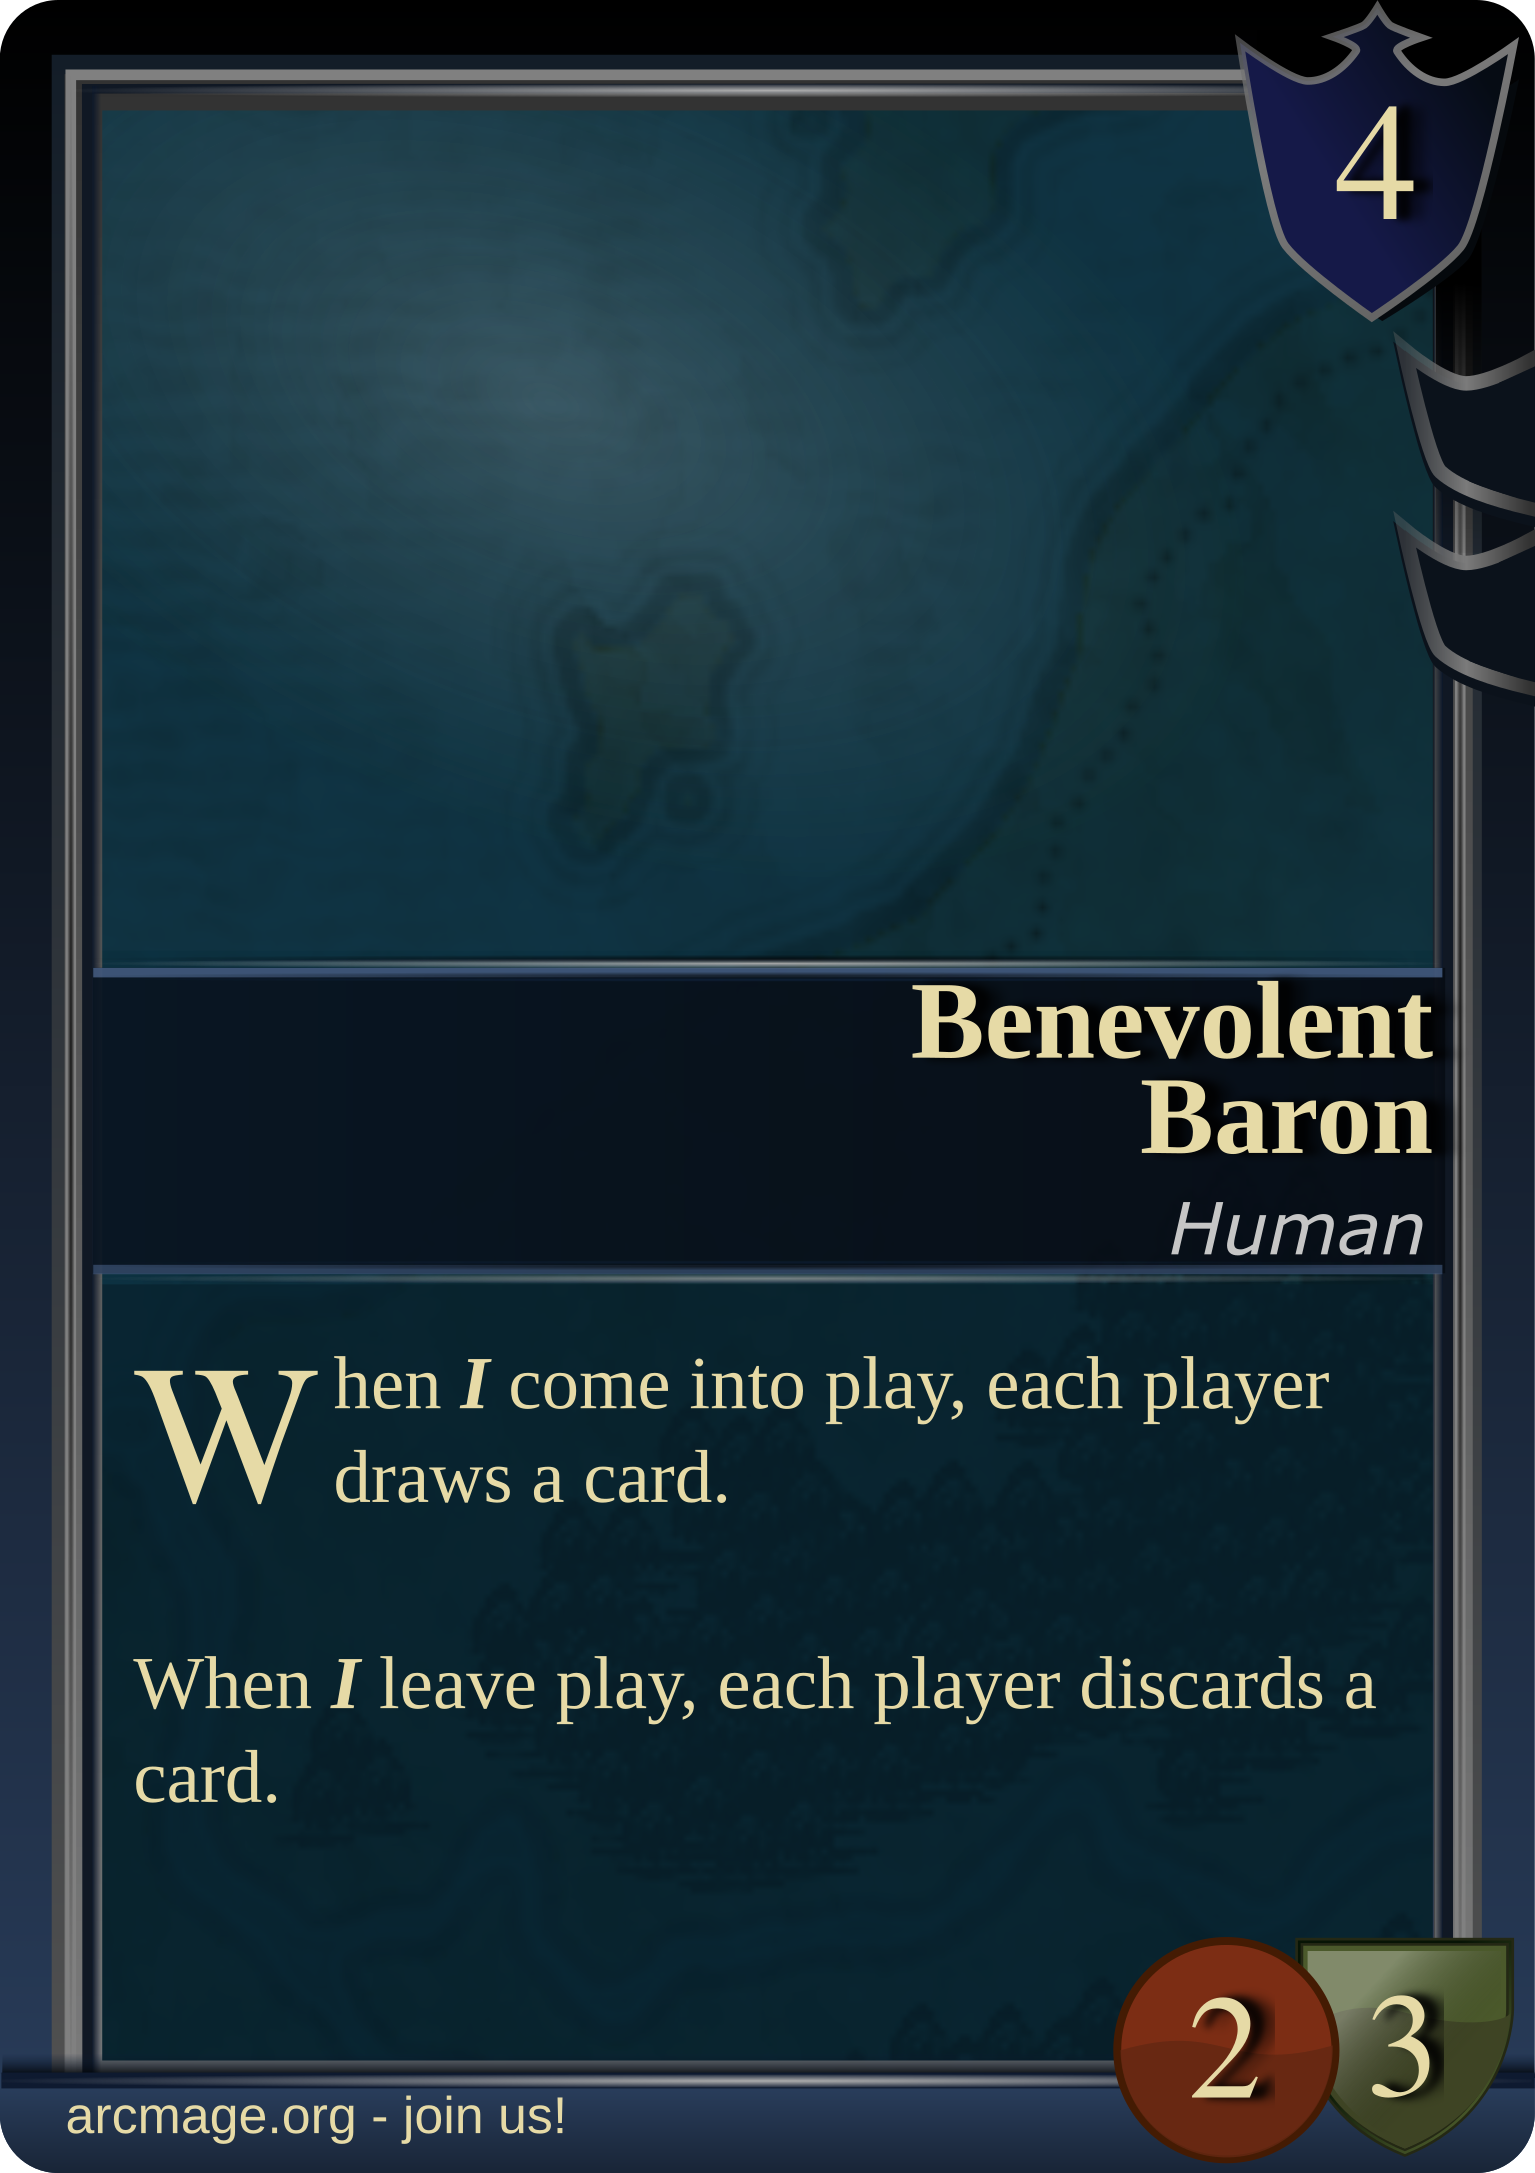 4
Benevolent
Baron
Human
When I come into play, each player
draws a card.
When I leave play, each player discards a
card.
2 3
arcmage.org - join us!